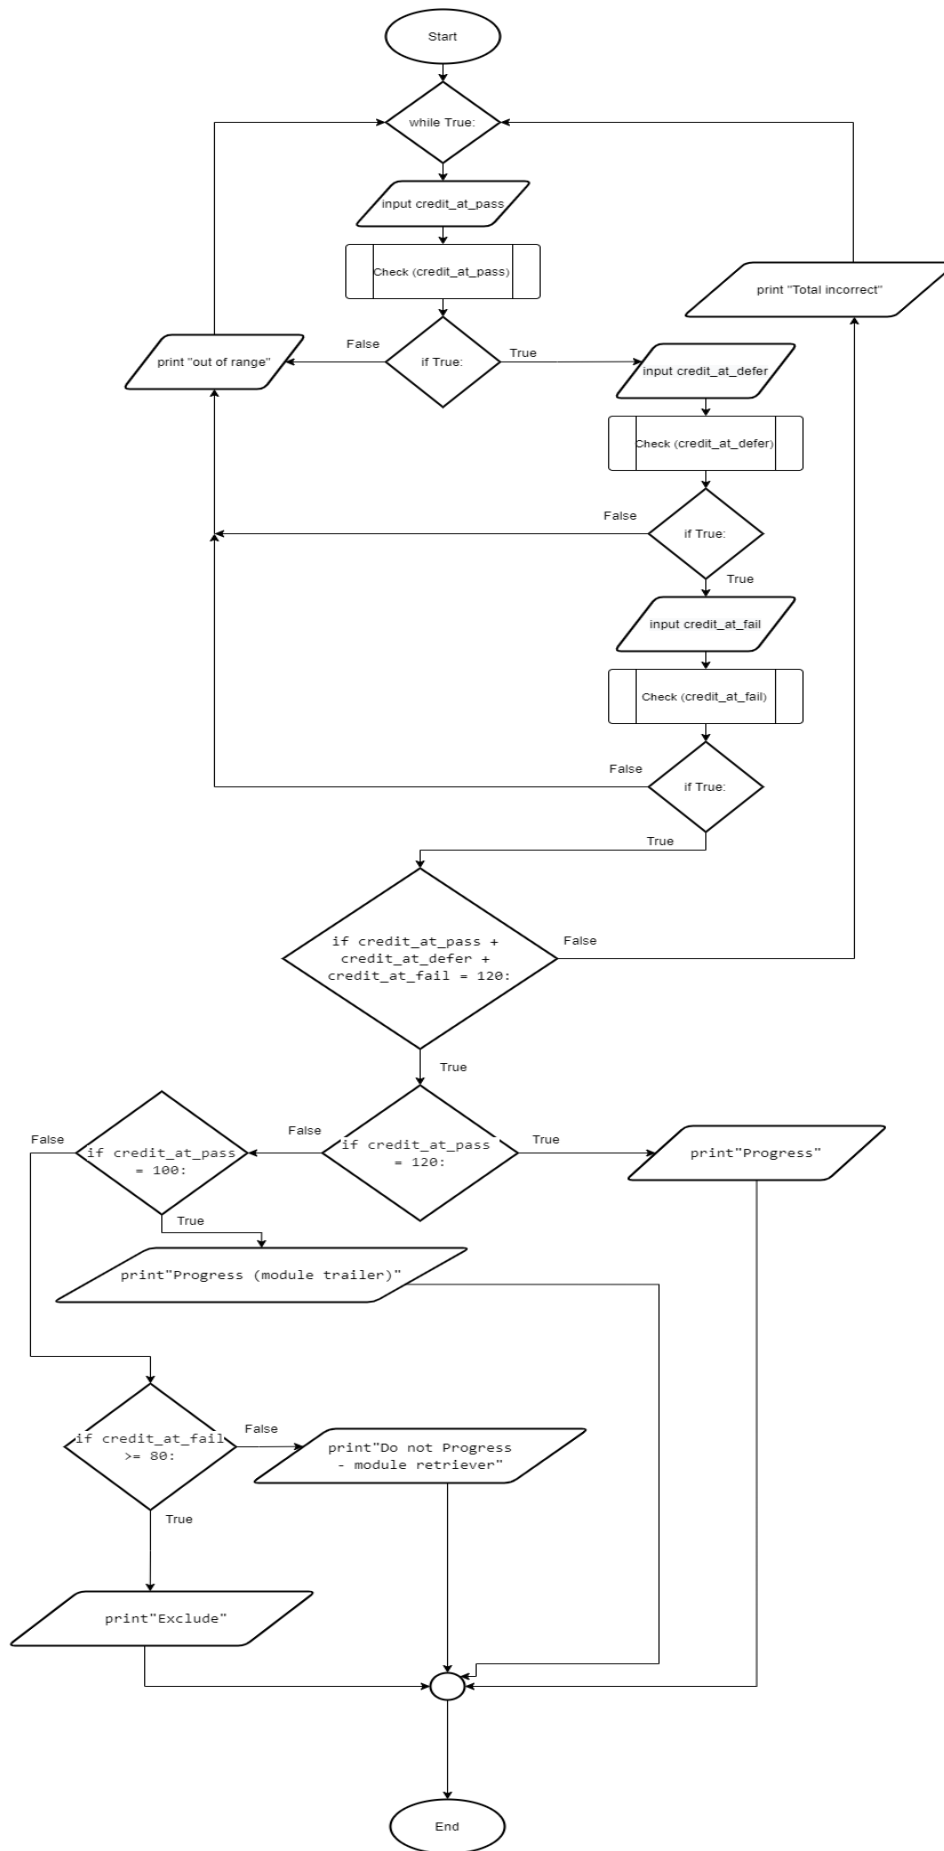 Start
while True:
input credit_at_pass
Check (credit_at_pass)
print "Total incorrect"
False
True
print "out of range"
if True:
input credit_at_defer
Check (credit_at_defer)
False
if True:
True
input credit_at_fail
Check (credit_at_fail)
False
if True:
True
if credit_at_pass +
credit_at_defer +
credit_at_fail = 120:
False
True
False
False
True
if credit_at_pass
= 100:
if credit_at_pass
= 120:
print"Progress"
True
print"Progress (module trailer)"
False
if credit_at_fail
>= 80:
print"Do not Progress
- module retriever"
True
print"Exclude"
End